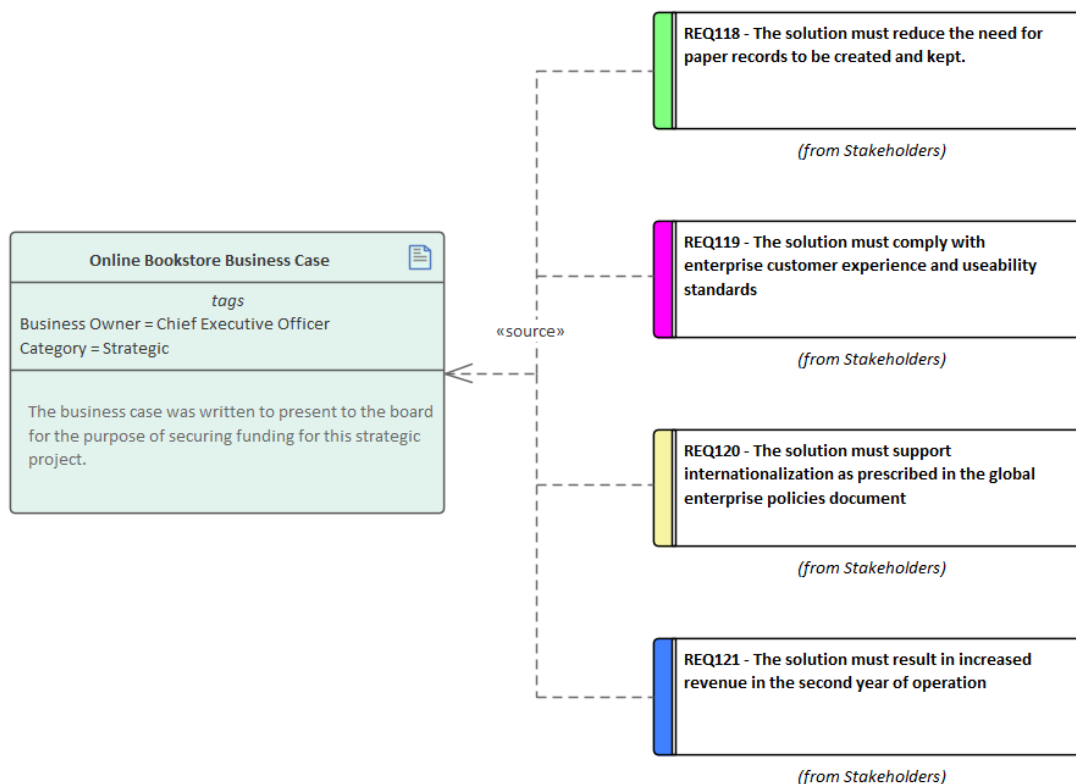 Online Bookstore Business Case
tags
Business Owner = Chief Executive Officer
Category = Strategic
The business case was written to present to the board
for the purpose of securing funding for this strategic
project.
«source»
REQ118 - The solution must reduce the need for
paper records to be created and kept.
(from Stakeholders)
REQ119 - The solution must comply with
enterprise customer experience and useability
standards
(from Stakeholders)
REQ120 - The solution must support
internationalization as prescribed in the global
enterprise policies document
(from Stakeholders)
REQ121 - The solution must result in increased
revenue in the second year of operation
(from Stakeholders)